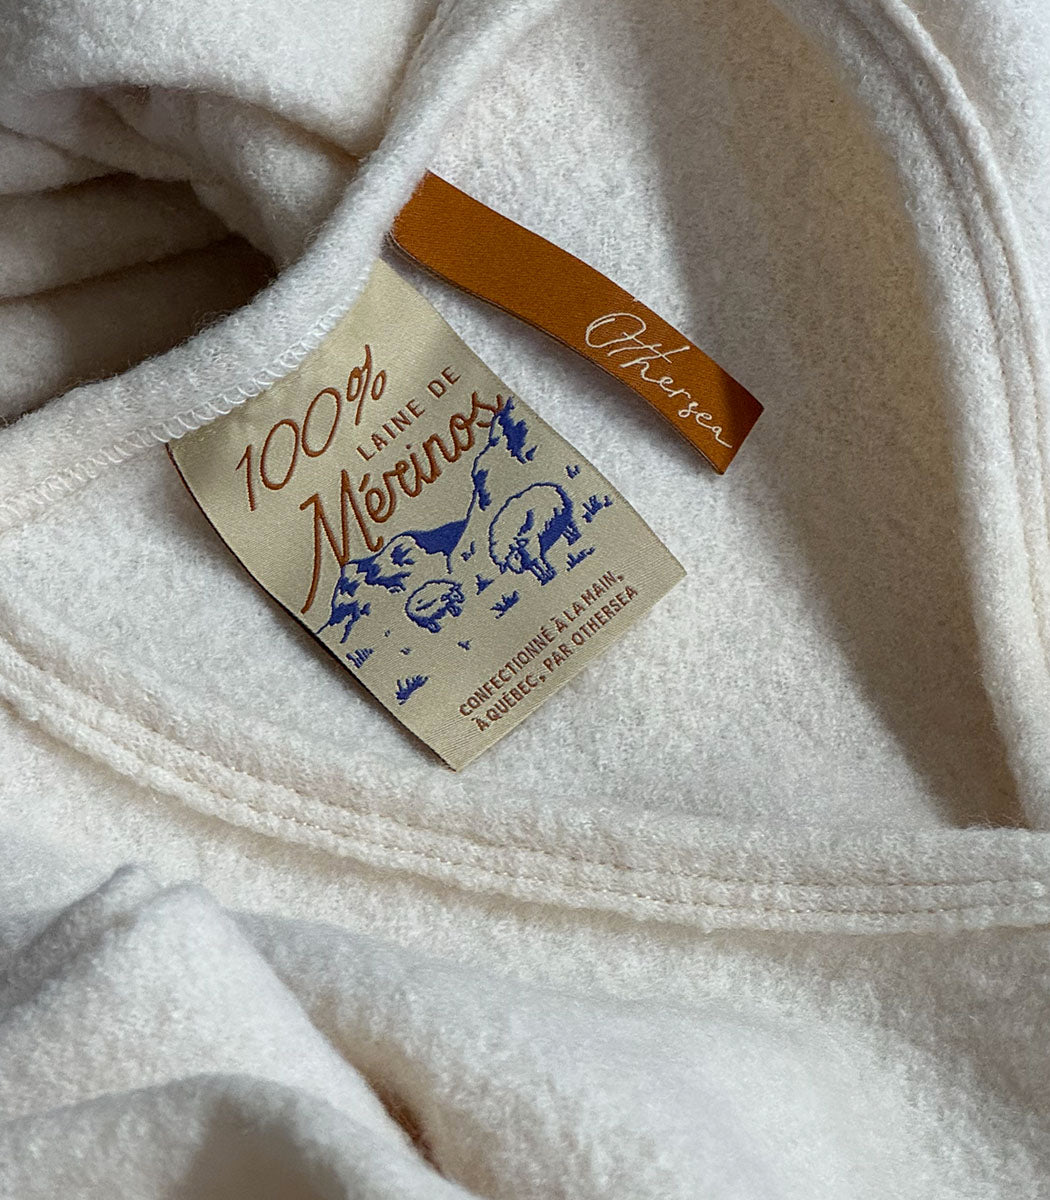 100%
LAINE DE
Mérinos
CONFECTIONNÉ À LA MAIN,
À QUÉBEC, PAR OTHERSEA
Othersea